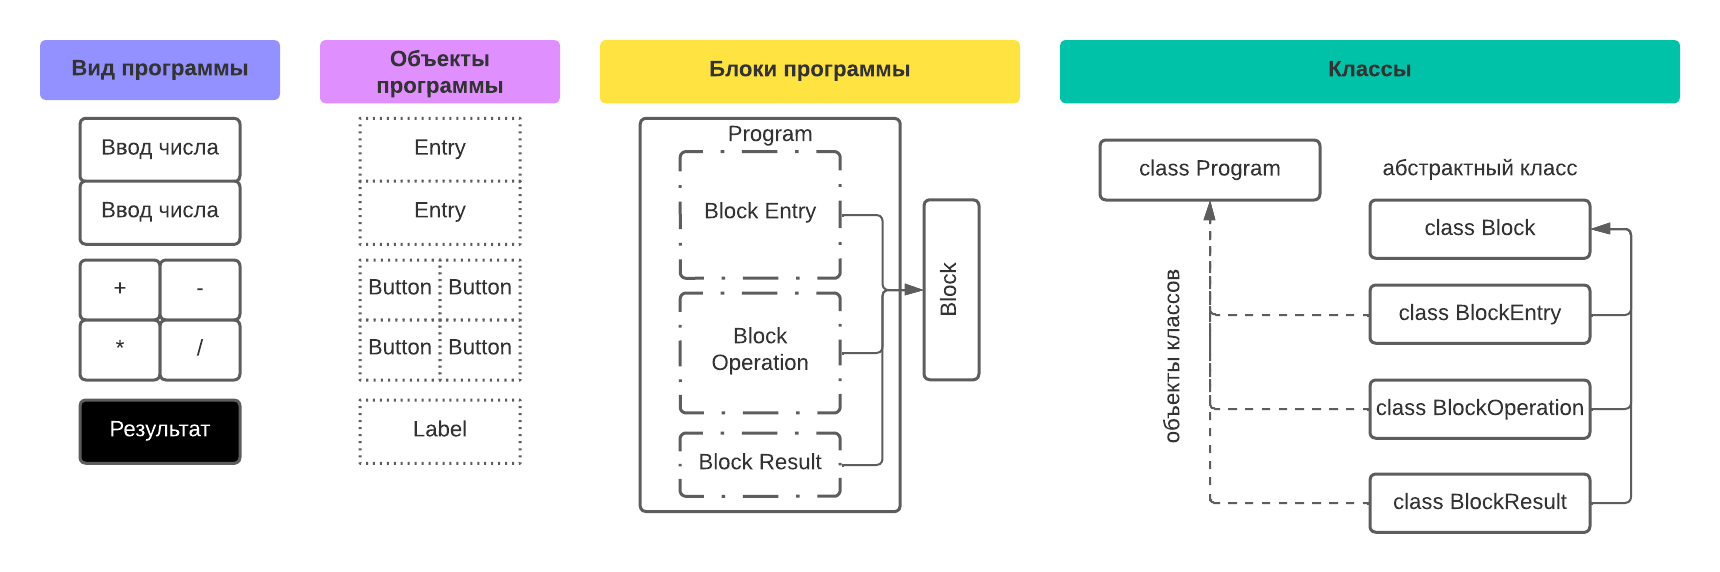 Вид программы
Ввод числа
Ввод числа
+
-
*
/
Результат
Объекты
программы
Entry
Entry
Button
Button
Button
Button
Label
Блоки программы
Program
Block Entry
Block
Operation
Block Result
Block
Классы
class Program
объекты классов
абстрактный класс
class Block
class BlockEntry
class BlockOperation
class BlockResult